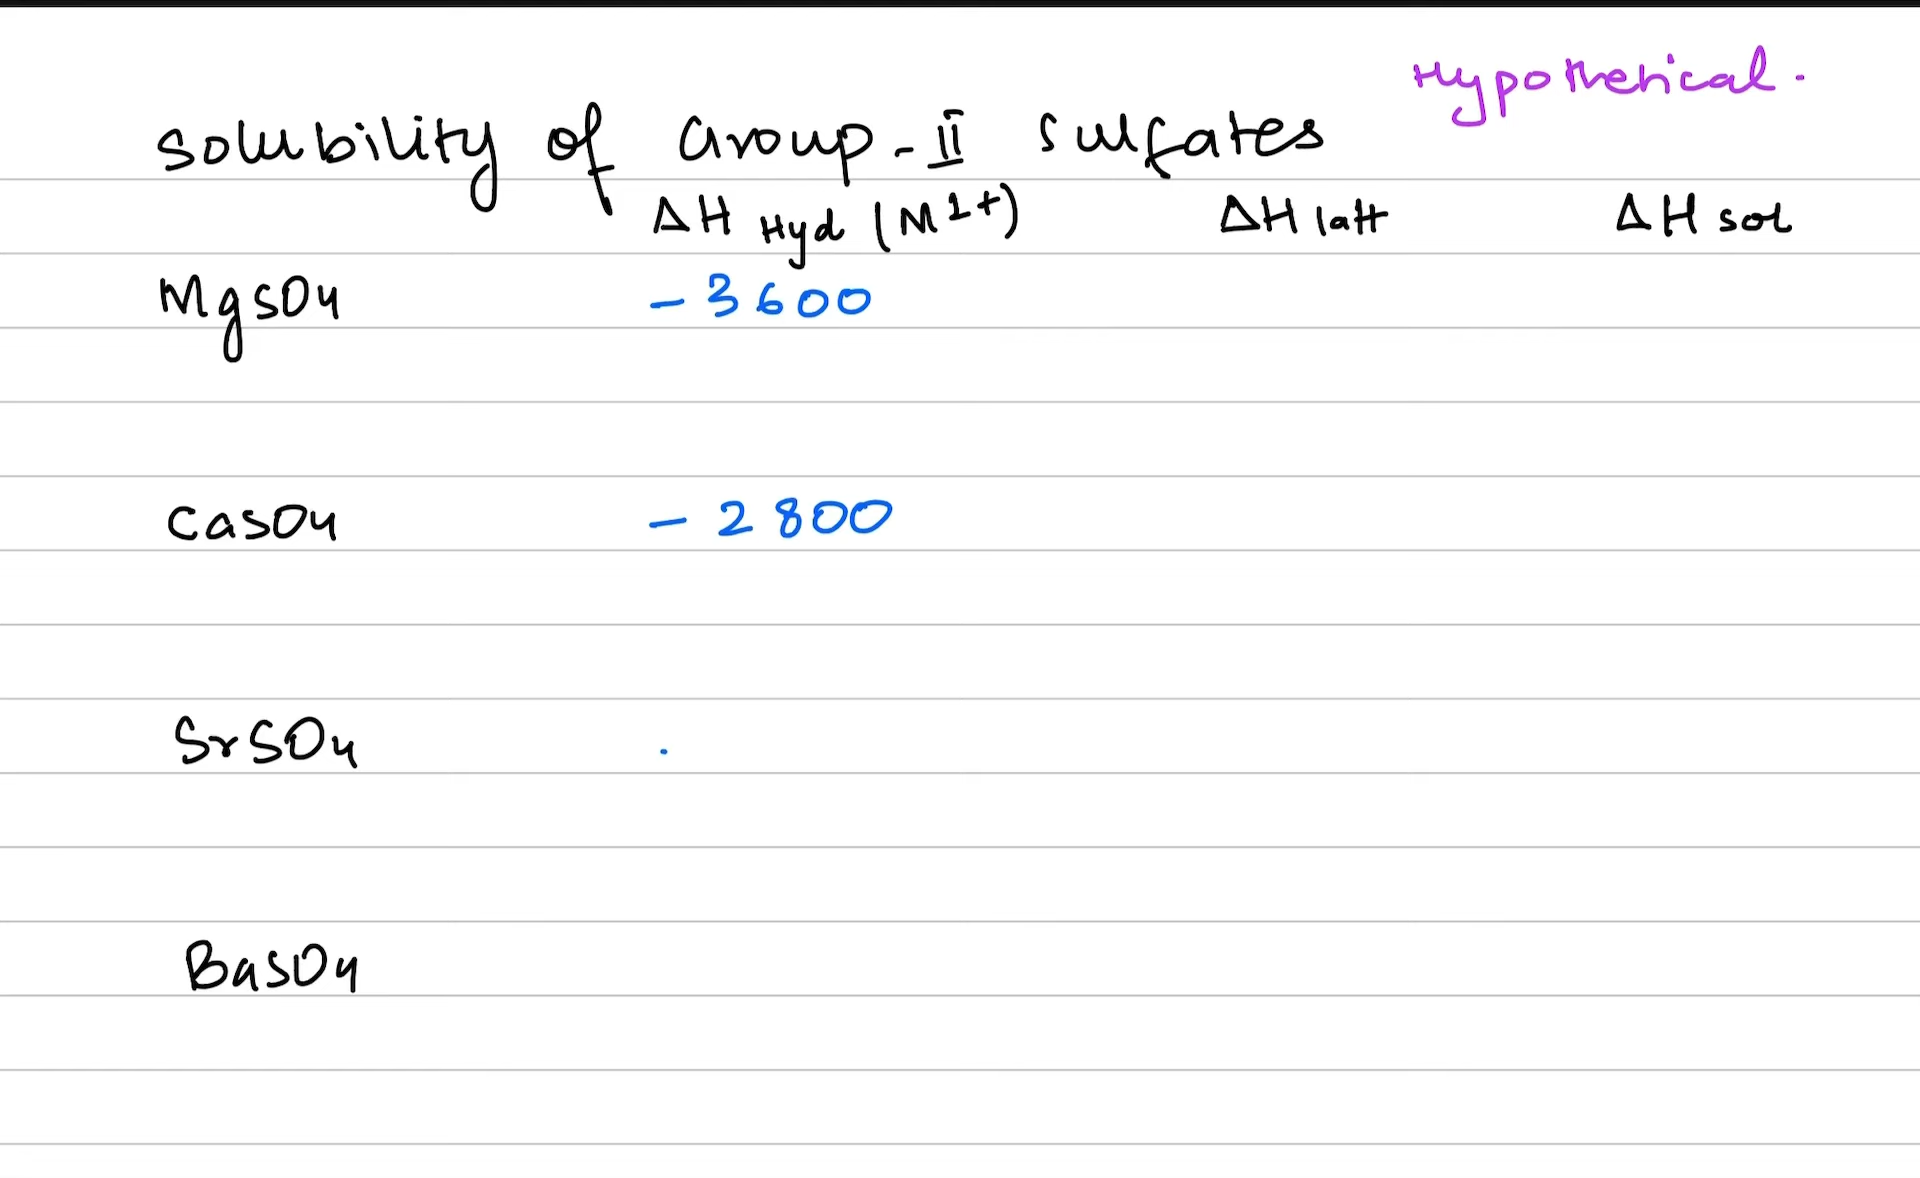 Hypothetical.
Solubility of Group-II sulfates
ΔH Hyd (M2+) ΔH latt ΔH sol
MgSO4 -3600
CaSO4 -2800
SrSO4
BaSO4